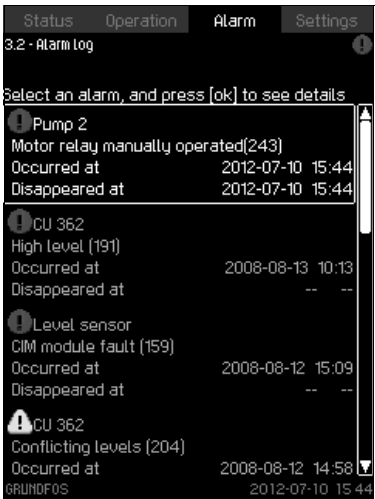 Status Operation Alarm Settings
3.2 - Alarm log
Select an alarm, and press [ok] to see details
Pump 2
Motor relay manually operated(243)
Occurred at 2012-07-10 15:44
Disappeared at 2012-07-10 15:44
CU 362
High level (191)
Occurred at 2008-08-13 10:13
Disappeared at -- --
Level sensor
CIM module fault (159)
Occurred at 2008-08-12 15:09
Disappeared at -- --
CU 362
Conflicting levels (204)
Occurred at 2008-08-12 14:58
GRUNDFOS 2012-07-10 15 44